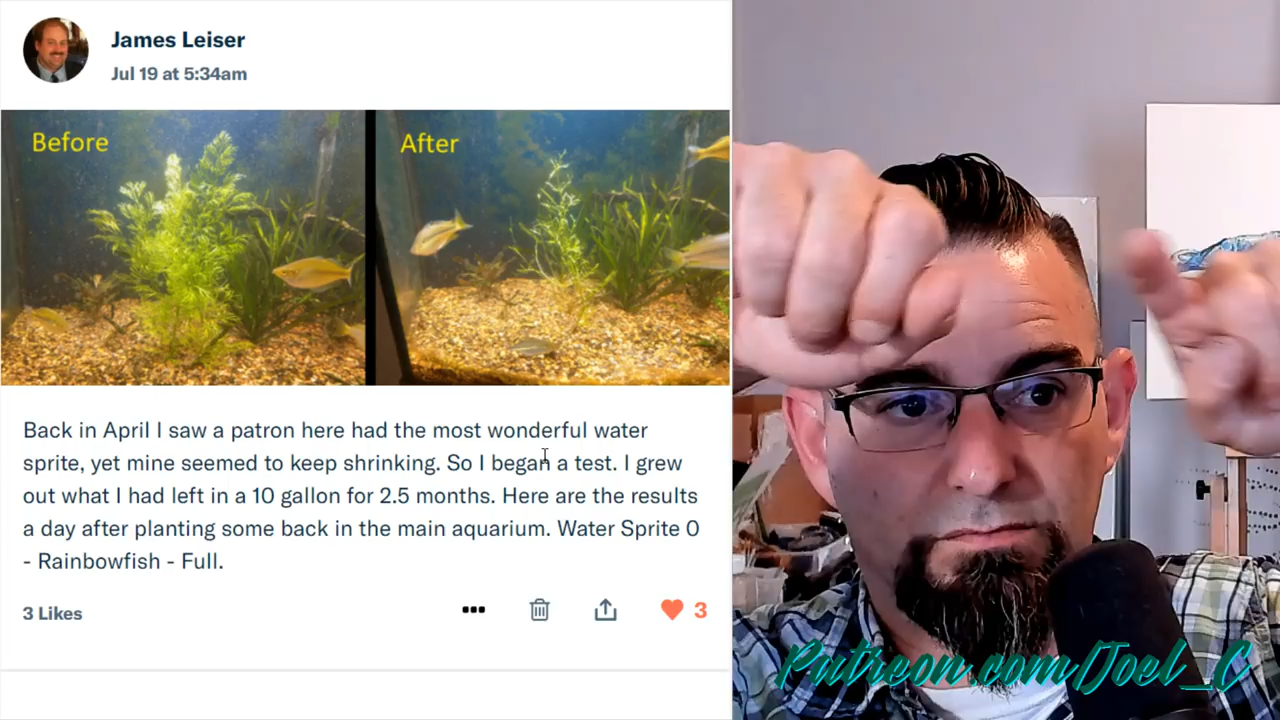 James Leiser
Jul 19 at 5:34am
Before
After
Back in April I saw a patron here had the most wonderful water
sprite, yet mine seemed to keep shrinking. So I began a test. I grew
out what I had left in a 10 gallon for 2.5 months. Here are the results
a day after planting some back in the main aquarium. Water Sprite 0
- Rainbowfish - Full.
3 Likes
3
Patreon.com/Joel_C